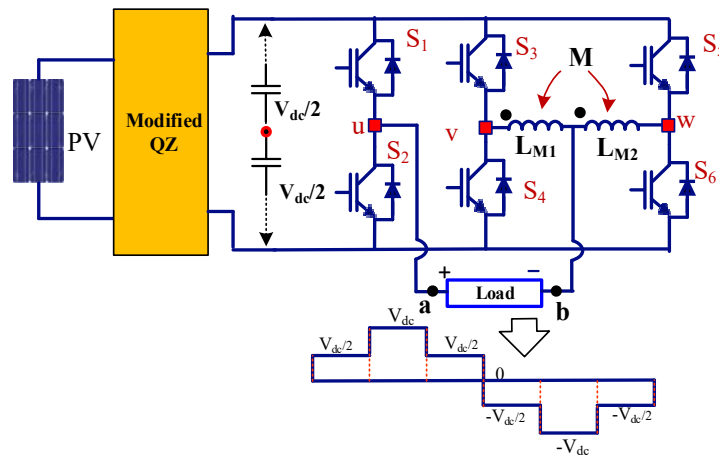 S1
S3
S5
M
Modified
QZ
Vdc/2
PV
u
v
w
LM1
LM2
S2
S4
S6
Vdc/2
+
−
a
Load
b
Vdc
Vdc/2
Vdc/2
0
-Vdc/2
-Vdc/2
-Vdc